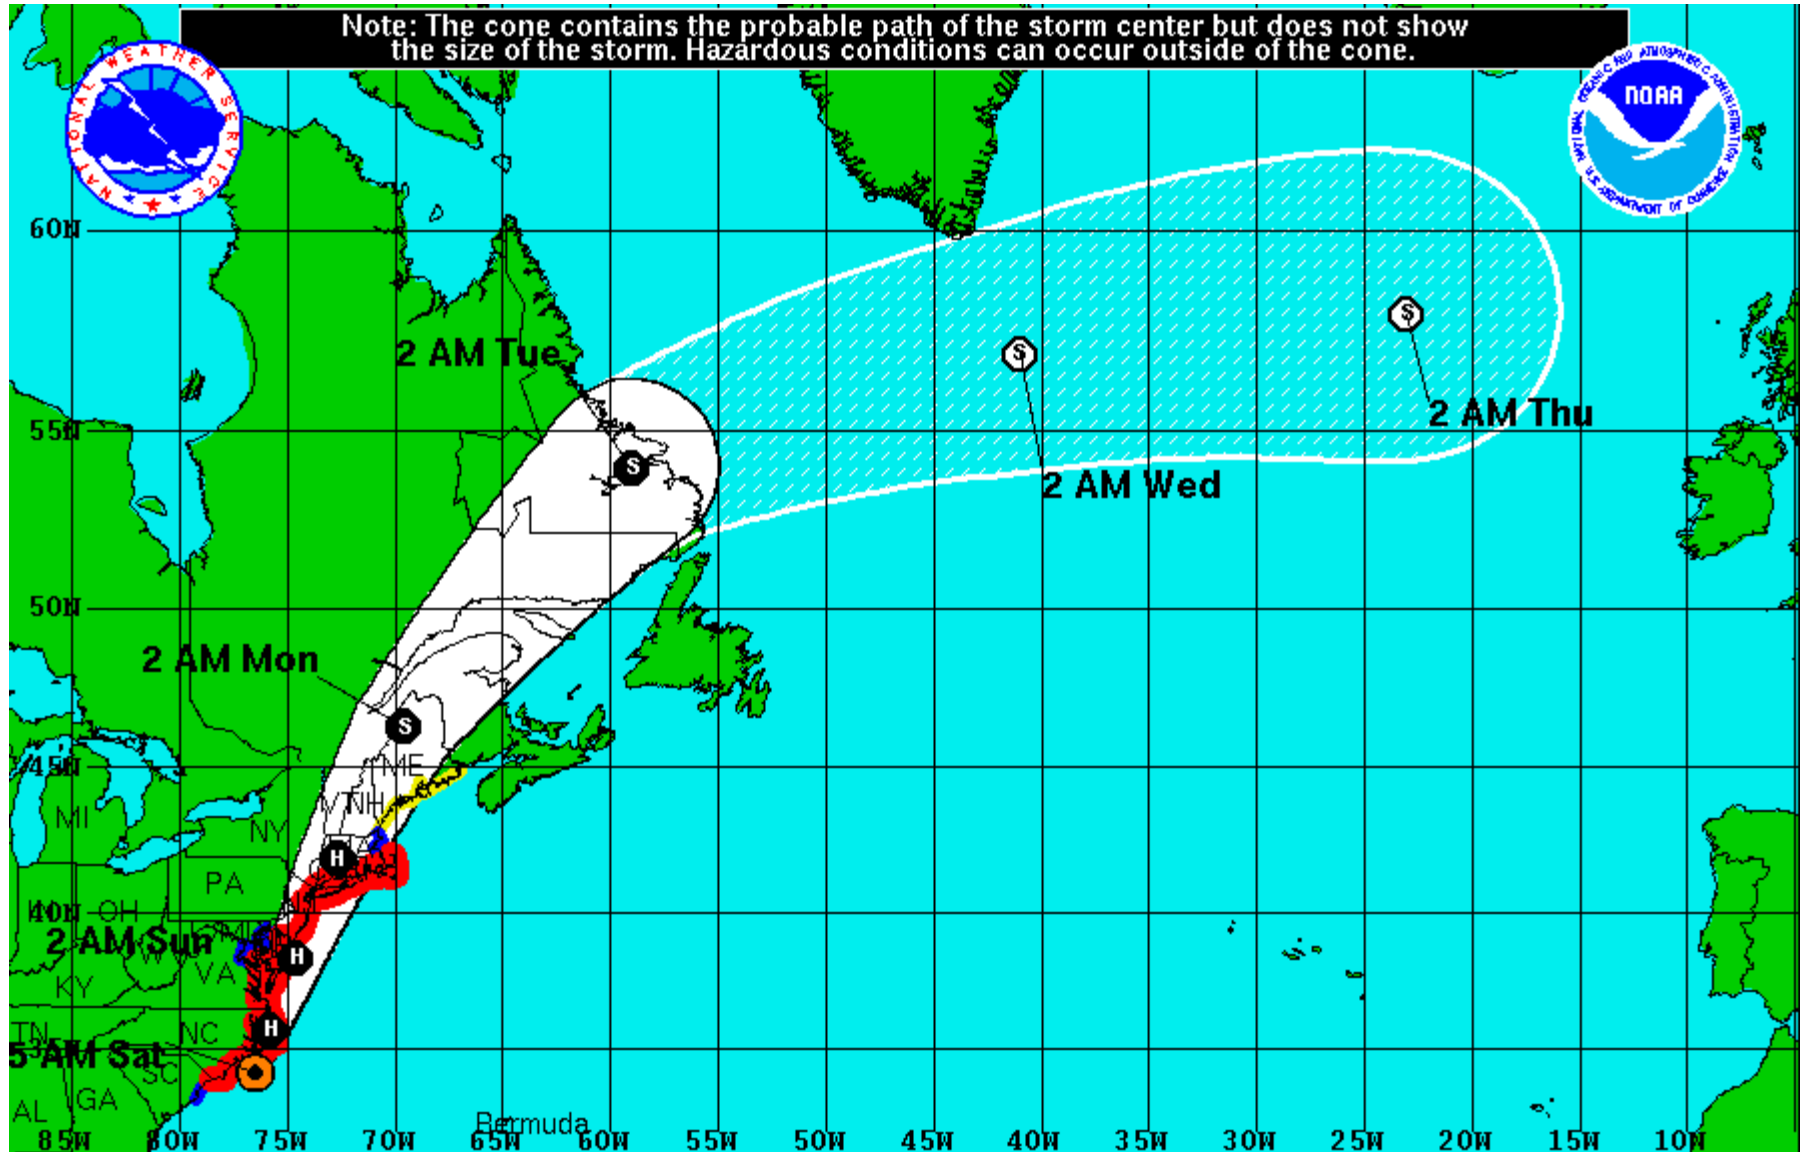 Note: The cone contains the probable path of the storm center but does not show
the size of the storm. Hazardous conditions can occur outside of the cone.
NATIONAL WEATHER SERVICE
NOAA
60N
2 AM Tue
2 AM Thu
55N
2 AM Wed
50N
2 AM Mon
45N
ME
VT
NH
MI
NY
PA
40N
OH
2 AM Sun
WV
VA
KY
TN
NC
5 AM Sat
SC
GA
AL
Bermuda
85W 80W 75W 70W 65W 60W 55W 50W 45W 40W 35W 30W 25W 20W 15W 10W
S
S
S
S
H
H
H